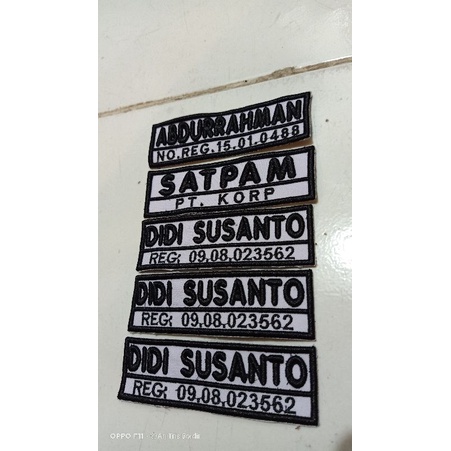 ABDURRAHMAN
NO.REG.15.01.0488
SATPAM
PT. KORP
DIDI SUSANTO
REG: 09,08,023562
DIDI SUSANTO
REG: 09,08,023562
DIDI SUSANTO
REG: 09,08,023562
OPPO